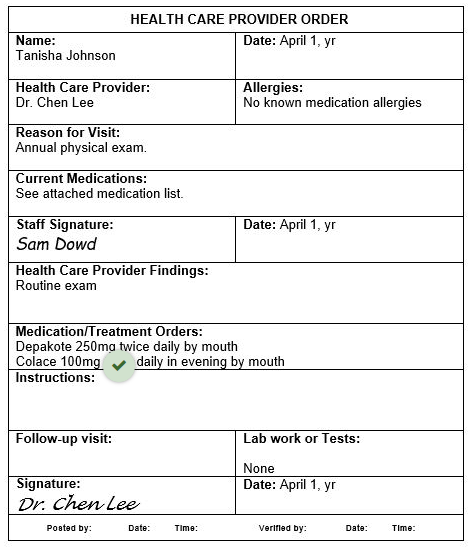 HEALTH CARE PROVIDER ORDER
Name:
Tanisha Johnson
Date: April 1, yr
Health Care Provider:
Dr. Chen Lee
Allergies:
No known medication allergies
Reason for Visit:
Annual physical exam.
Current Medications:
See attached medication list.
Staff Signature:
Sam Dowd
Date: April 1, yr
Health Care Provider Findings:
Routine exam
Medication/Treatment Orders:
Depakote 250mg twice daily by mouth
Colace 100mg daily in evening by mouth
Instructions:
Follow-up visit:
Lab work or Tests:
None
Signature:
Dr. Chen Lee
Date: April 1, yr
Posted by: Date: Time: Verified by: Date: Time: